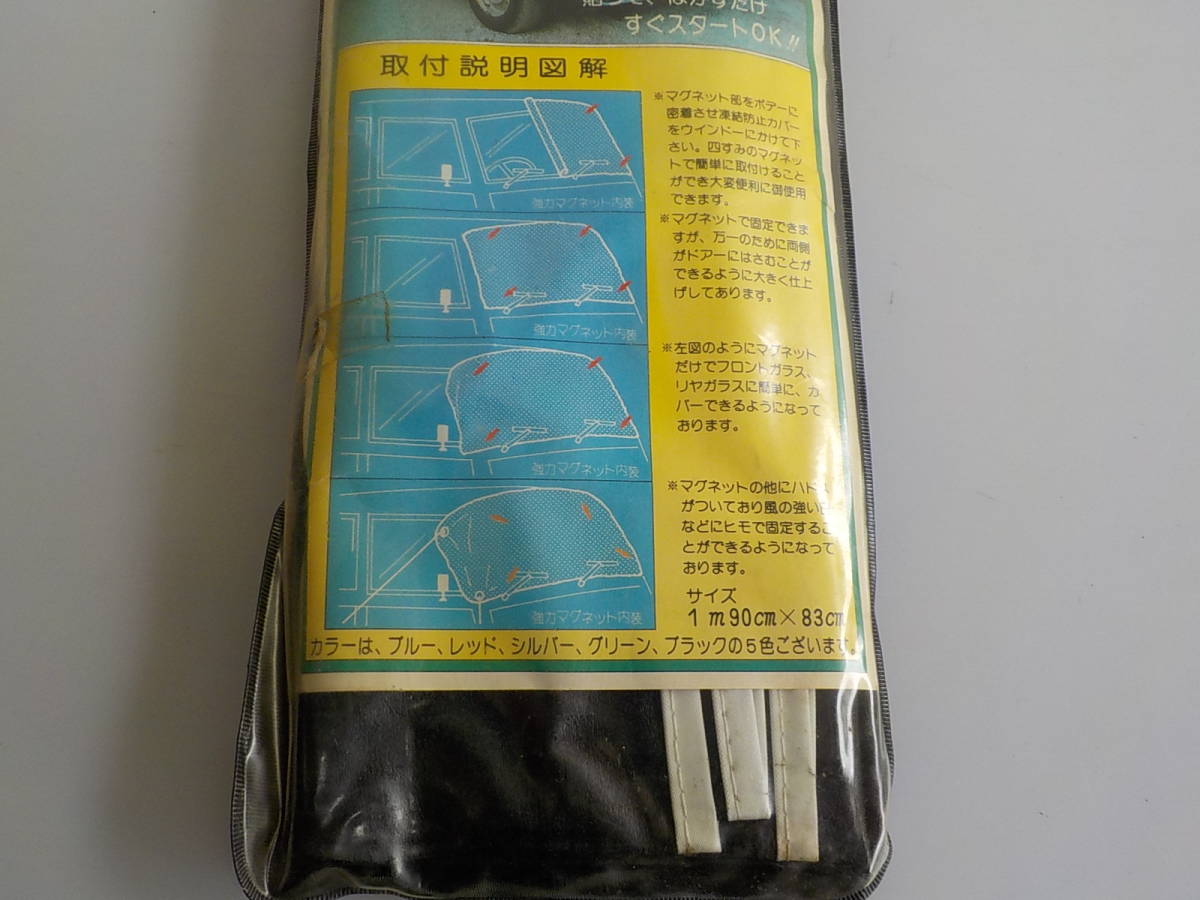 貼って、はがすだけ
すぐスタートOK!!
取付説明図解
※マグネット部をボデーに
密着させ凍結防止カバー
をウインドーにかけて下
さい。四すみのマグネッ
トで簡単に取付けること
ができ大変便利に御使用
できます。
強力マグネット内装
※マグネットで固定できま
すが、万一のために両側
がドアーにはさむことが
できるように大きく仕上
げしてあります。
強力マグネット内装
※左図のようにマグネット
だけでフロントガラス、
リヤガラスに簡単に、カ
バーできるようになって
おります。
強力マグネット内装
※マグネットの他にハト
がついており風の強い
などにヒモで固定するこ
とができるようになって
おります。
強力マグネット内装
サイズ
1m90cm×83cm
カラーは、ブルー、レッド、シルバー、グリーン、ブラックの5色ございます。